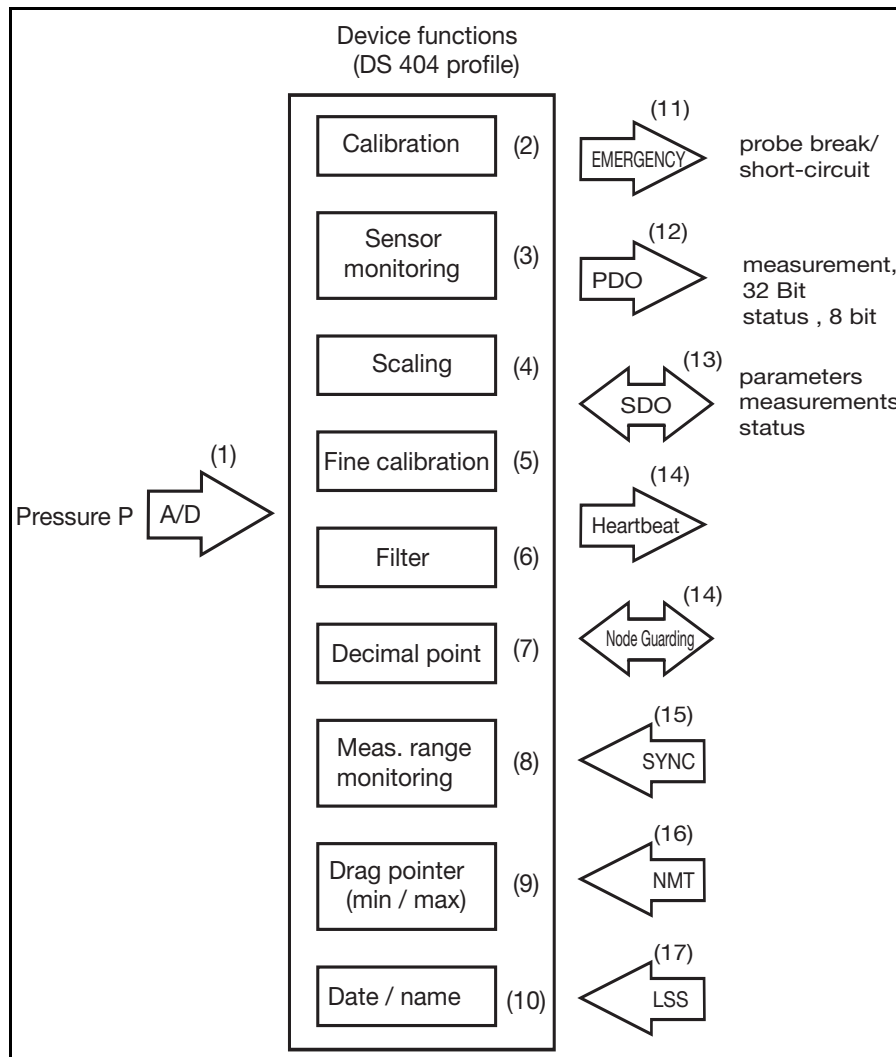 Device functions
(DS 404 profile)
Calibration (2)
Sensor
monitoring (3)
Scaling (4)
Fine calibration (5)
Filter (6)
Decimal point (7)
Meas. range
monitoring (8)
Drag pointer
(min / max) (9)
Date / name (10)
(1)
Pressure P A/D
(11)
EMERGENCY
probe break/
short-circuit
(12)
PDO
measurement,
32 Bit
status , 8 bit
(13)
SDO
parameters
measurements
status
(14)
Heartbeat
(14)
Node Guarding
(15)
SYNC
(16)
NMT
(17)
LSS